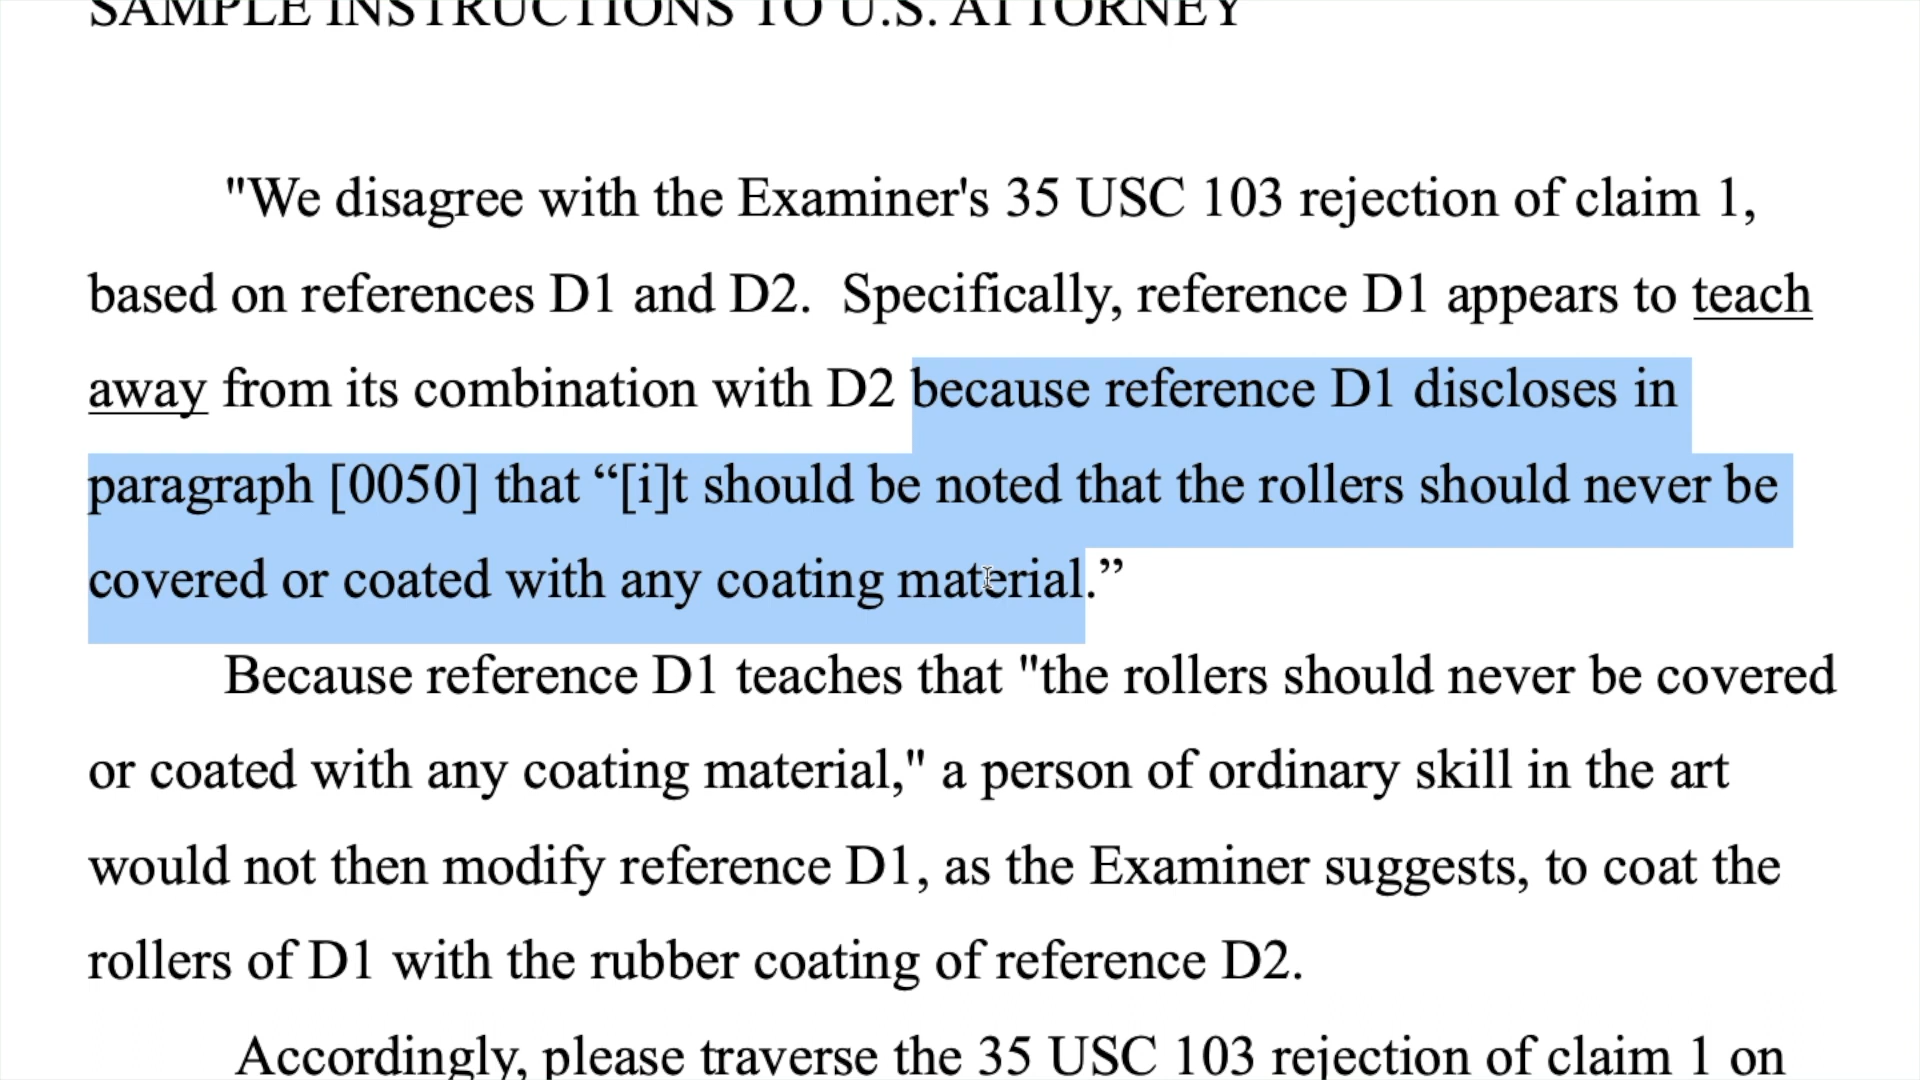 SAMPLE INSTRUCTIONS TO U.S. ATTORNEY
"We disagree with the Examiner's 35 USC 103 rejection of claim 1,
based on references D1 and D2.  Specifically, reference D1 appears to teach
away from its combination with D2 because reference D1 discloses in
paragraph [0050] that “[i]t should be noted that the rollers should never be
covered or coated with any coating material.”
Because reference D1 teaches that "the rollers should never be covered
or coated with any coating material," a person of ordinary skill in the art
would not then modify reference D1, as the Examiner suggests, to coat the
rollers of D1 with the rubber coating of reference D2.
Accordingly, please traverse the 35 USC 103 rejection of claim 1 on